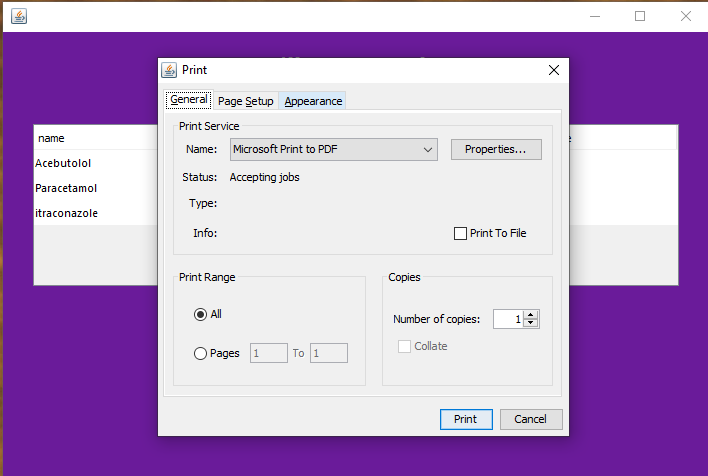 Print
General Page Setup Appearance
Print Service
Name: Microsoft Print to PDF Properties...
Status: Accepting jobs
Type:
Info: Print To File
Print Range
All
Pages 1 To 1
Copies
Number of copies: 1
Collate
Print Cancel
name
Acebutolol
Paracetamol
itraconazole